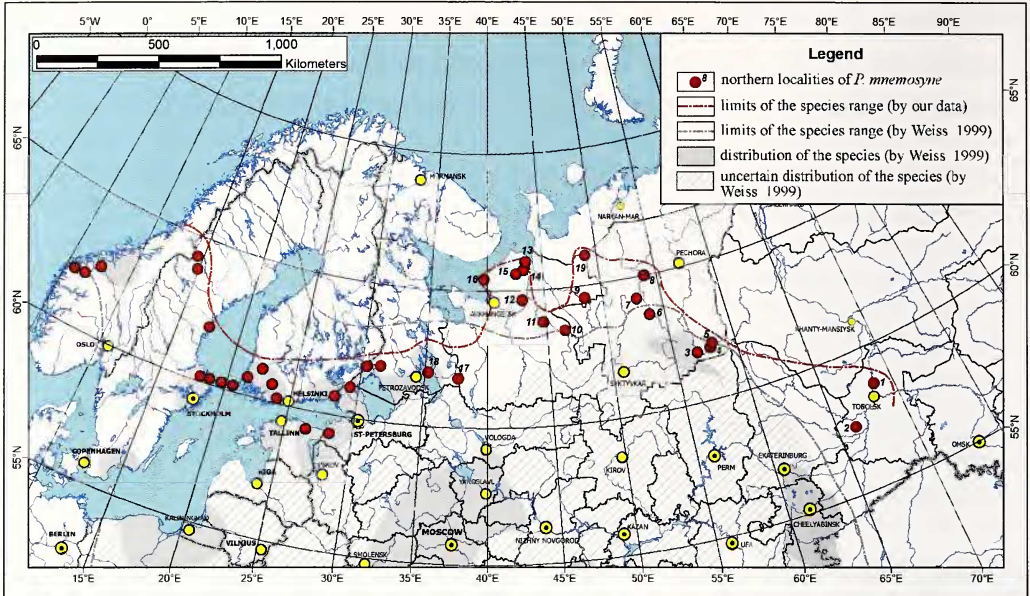 5°W 0° 5°E 10°E 15°E 20°E 25°E 30°E 35°E 40°E 45°E 50°E 55°E 60°E 65°E 70°E 75°E 80°E 85°E 90°E
0 500 1,000
Kilometers
Legend
8 northern localities of P. mnemosyne
limits of the species range (by our data)
limits of the species range (by Weiss 1999)
distribution of the species (by Weiss 1999)
uncertain distribution of the species (by
Weiss 1999)
65°N
65°N
60°N
60°N
55°N
55°N
NARYAN-MAR
PECHORA
13
15
14
16
19
8
12
9
7
6
11
10
KHANTY-MANSIYSK
OSLO
5
3
18
17
SYKTYVKAR
PETROZAVODSK
HELSINKI
STOCKHOLM
TOBOLSK
2
TALLINN
ST-PETERSBURG
VOLOGDA
OMSK
COPENHAGEN
EKATERINBURG
KIROV
PERM
RIGA
YAROSLAVL
CHELYABINSK
MOSCOW
KAZAN
NIZHNY NOVGOROD
BERLIN
VILNIUS
UFA
SMOLENSK
15°E 20°E 25°E 30°E 35°E 40°E 45°E 50°E 55°E 60°E 65°E 70°E